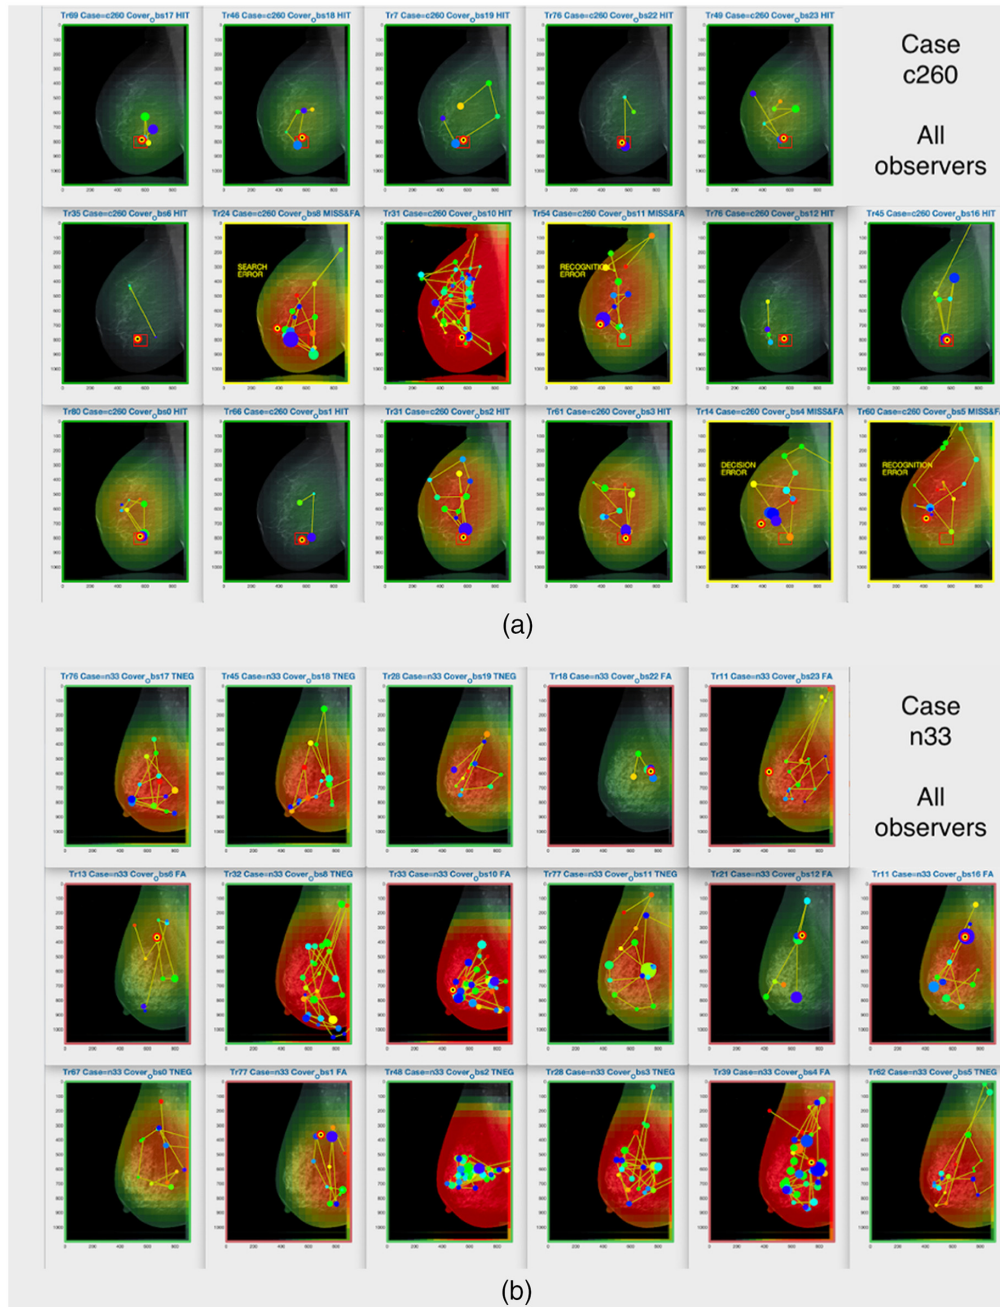 Tr69 Case=c260 Cover_obs17 HIT
Tr46 Case=c260 Cover_obs18 HIT
Tr7 Case=c260 Cover_obs19 HIT
Tr76 Case=c260 Cover_obs22 HIT
Tr49 Case=c260 Cover_obs23 HIT
Case
c260
All
observers
Tr35 Case=c260 Cover_obs6 HIT
Tr24 Case=c260 Cover_obs8 MISS&FA
Tr31 Case=c260 Cover_obs10 HIT
Tr54 Case=c260 Cover_obs11 MISS&FA
Tr76 Case=c260 Cover_obs12 HIT
Tr45 Case=c260 Cover_obs16 HIT
SEARCH
ERROR
RECOGNITION
ERROR
Tr80 Case=c260 Cover_obs0 HIT
Tr66 Case=c260 Cover_obs1 HIT
Tr31 Case=c260 Cover_obs2 HIT
Tr61 Case=c260 Cover_obs3 HIT
Tr14 Case=c260 Cover_obs4 MISS&FA
Tr60 Case=c260 Cover_obs5 MISS&FA
DECISION
ERROR
RECOGNITION
ERROR
(a)
Tr76 Case=n33 Cover_obs17 TNEG
Tr45 Case=n33 Cover_obs18 TNEG
Tr28 Case=n33 Cover_obs19 TNEG
Tr18 Case=n33 Cover_obs22 FA
Tr11 Case=n33 Cover_obs23 FA
Case
n33
All
observers
Tr13 Case=n33 Cover_obs6 FA
Tr32 Case=n33 Cover_obs8 TNEG
Tr33 Case=n33 Cover_obs10 FA
Tr77 Case=n33 Cover_obs11 TNEG
Tr21 Case=n33 Cover_obs12 FA
Tr11 Case=n33 Cover_obs16 FA
Tr67 Case=n33 Cover_obs0 TNEG
Tr77 Case=n33 Cover_obs1 FA
Tr48 Case=n33 Cover_obs2 TNEG
Tr28 Case=n33 Cover_obs3 TNEG
Tr39 Case=n33 Cover_obs4 FA
Tr62 Case=n33 Cover_obs5 TNEG
(b)